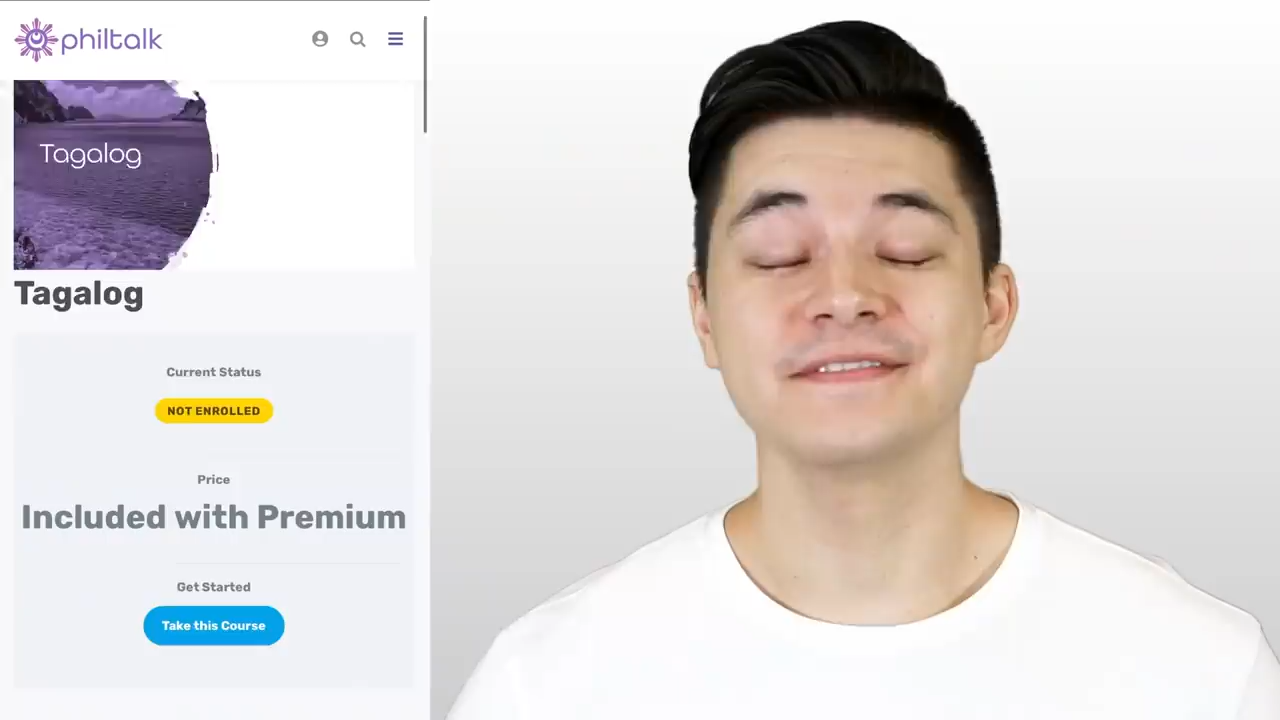 philtalk
Tagalog
Tagalog
Current Status
NOT ENROLLED
Price
Included with Premium
Get Started
Take this Course